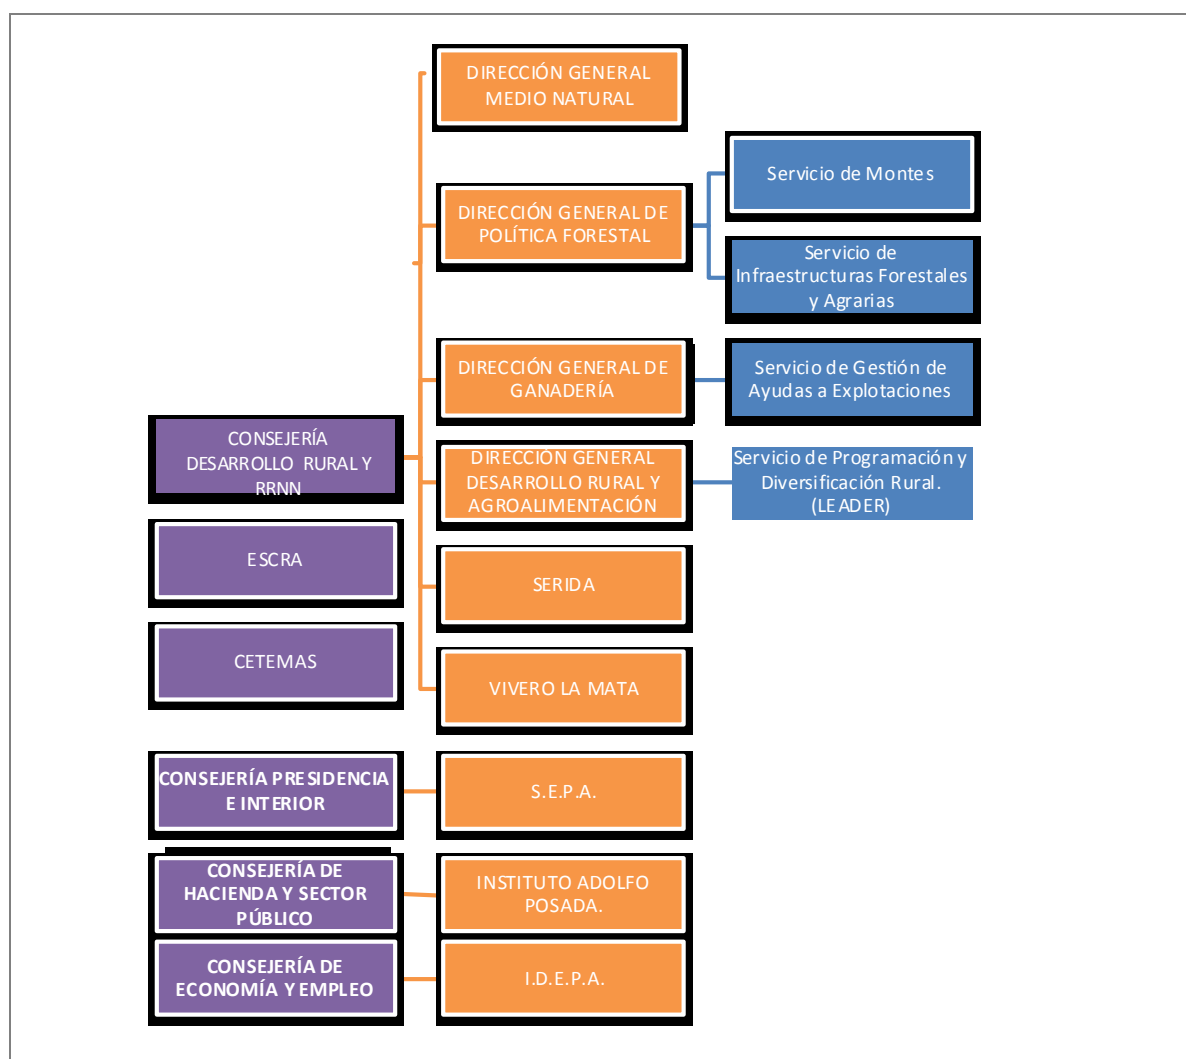 DIRECCIÓN GENERAL
MEDIO NATURAL
DIRECCIÓN GENERAL DE
POLÍTICA FORESTAL
Servicio de Montes
Servicio de
Infraestructuras Forestales
y Agrarias
DIRECCIÓN GENERAL DE
GANADERÍA
Servicio de Gestión de
Ayudas a Explotaciones
CONSEJERÍA
DESARROLLO RURAL Y
RRNN
DIRECCIÓN GENERAL
DESARROLLO RURAL Y
AGROALIMENTACIÓN
Servicio de Programación y
Diversificación Rural.
(LEADER)
ESCRA
SERIDA
CETEMAS
VIVERO LA MATA
CONSEJERÍA PRESIDENCIA
E INTERIOR
S.E.P.A.
CONSEJERÍA DE
HACIENDA Y SECTOR
PÚBLICO
INSTITUTO ADOLFO
POSADA.
CONSEJERÍA DE
ECONOMÍA Y EMPLEO
I.D.E.P.A.